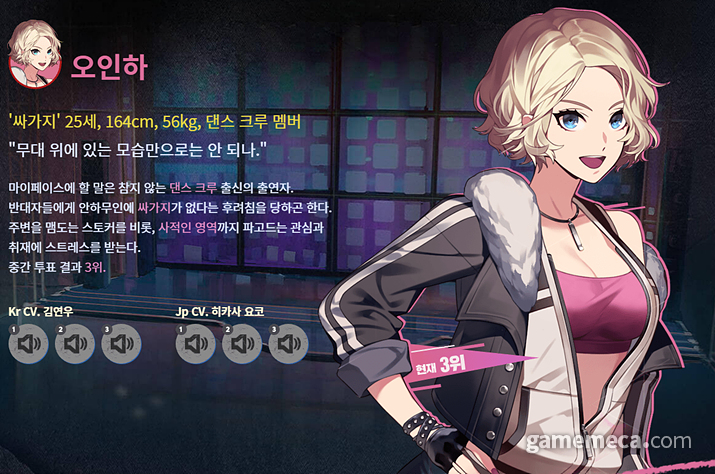 오인하
'싸가지' 25세, 164cm, 56kg, 댄스 크루 멤버
"무대 위에 있는 모습만으로는 안 되나."
마이페이스에 할 말은 참지 않는 댄스 크루 출신의 출연자.
반대자들에게 안하무인에 싸가지가 없다는 후려침을 당하곤 한다.
주변을 맴도는 스토커를 비롯, 사적인 영역까지 파고드는 관심과
취재에 스트레스를 받는다.
중간 투표 결과 3위.
Kr CV. 김연우 Jp CV. 히카사 요코
1 2 3 1 2 3
현재 3위
gamemeca.com